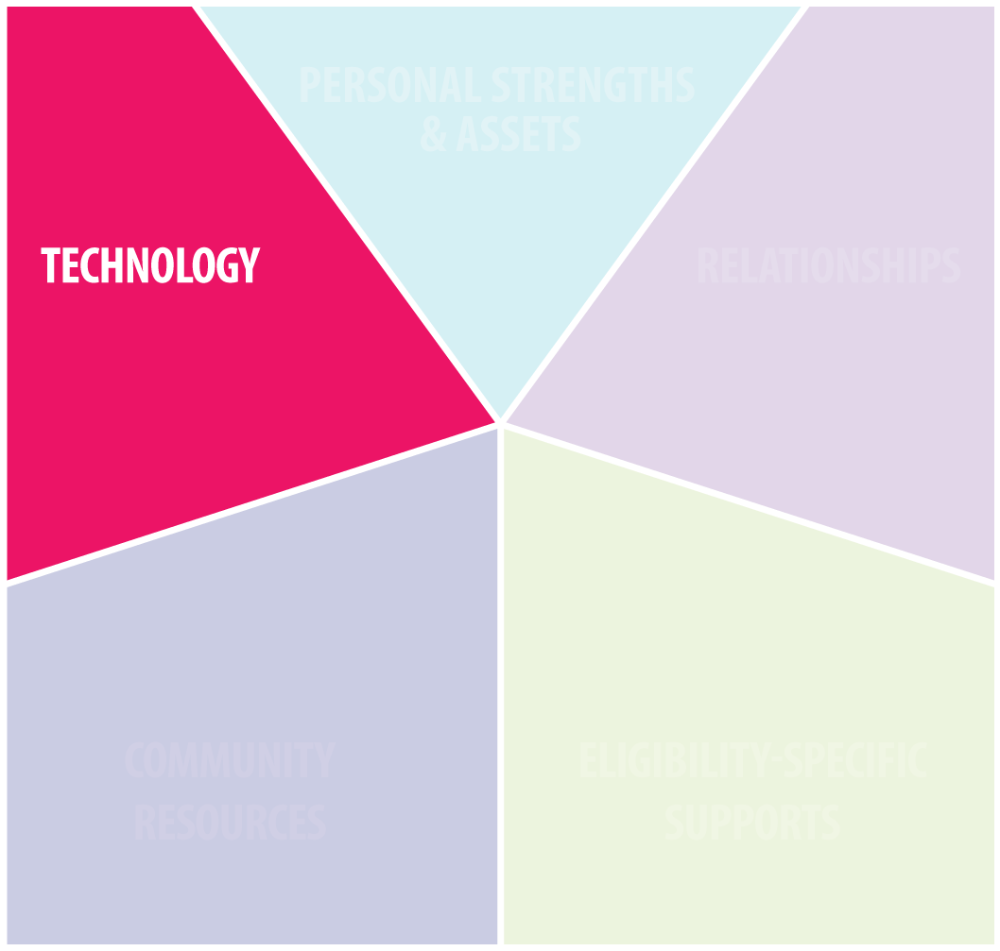 PERSONAL STRENGTHS
& ASSETS
TECHNOLOGY
RELATIONSHIPS
COMMUNITY
RESOURCES
ELIGIBILITY-SPECIFIC
SUPPORTS